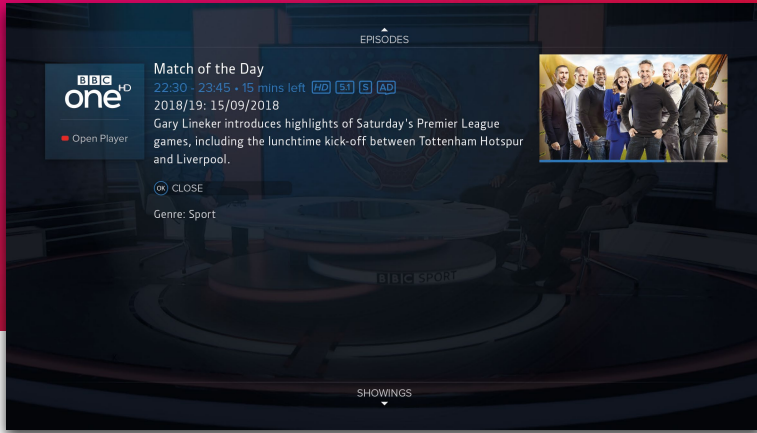 EPISODES
BBC
one HD
Open Player
Match of the Day
22:30 - 23:45 • 15 mins left HD 5.1 S AD
2018/19: 15/09/2018
Gary Lineker introduces highlights of Saturday's Premier League
games, including the lunchtime kick-off between Tottenham Hotspur
and Liverpool.
OK CLOSE
Genre: Sport
BBC SPORT
SHOWINGS